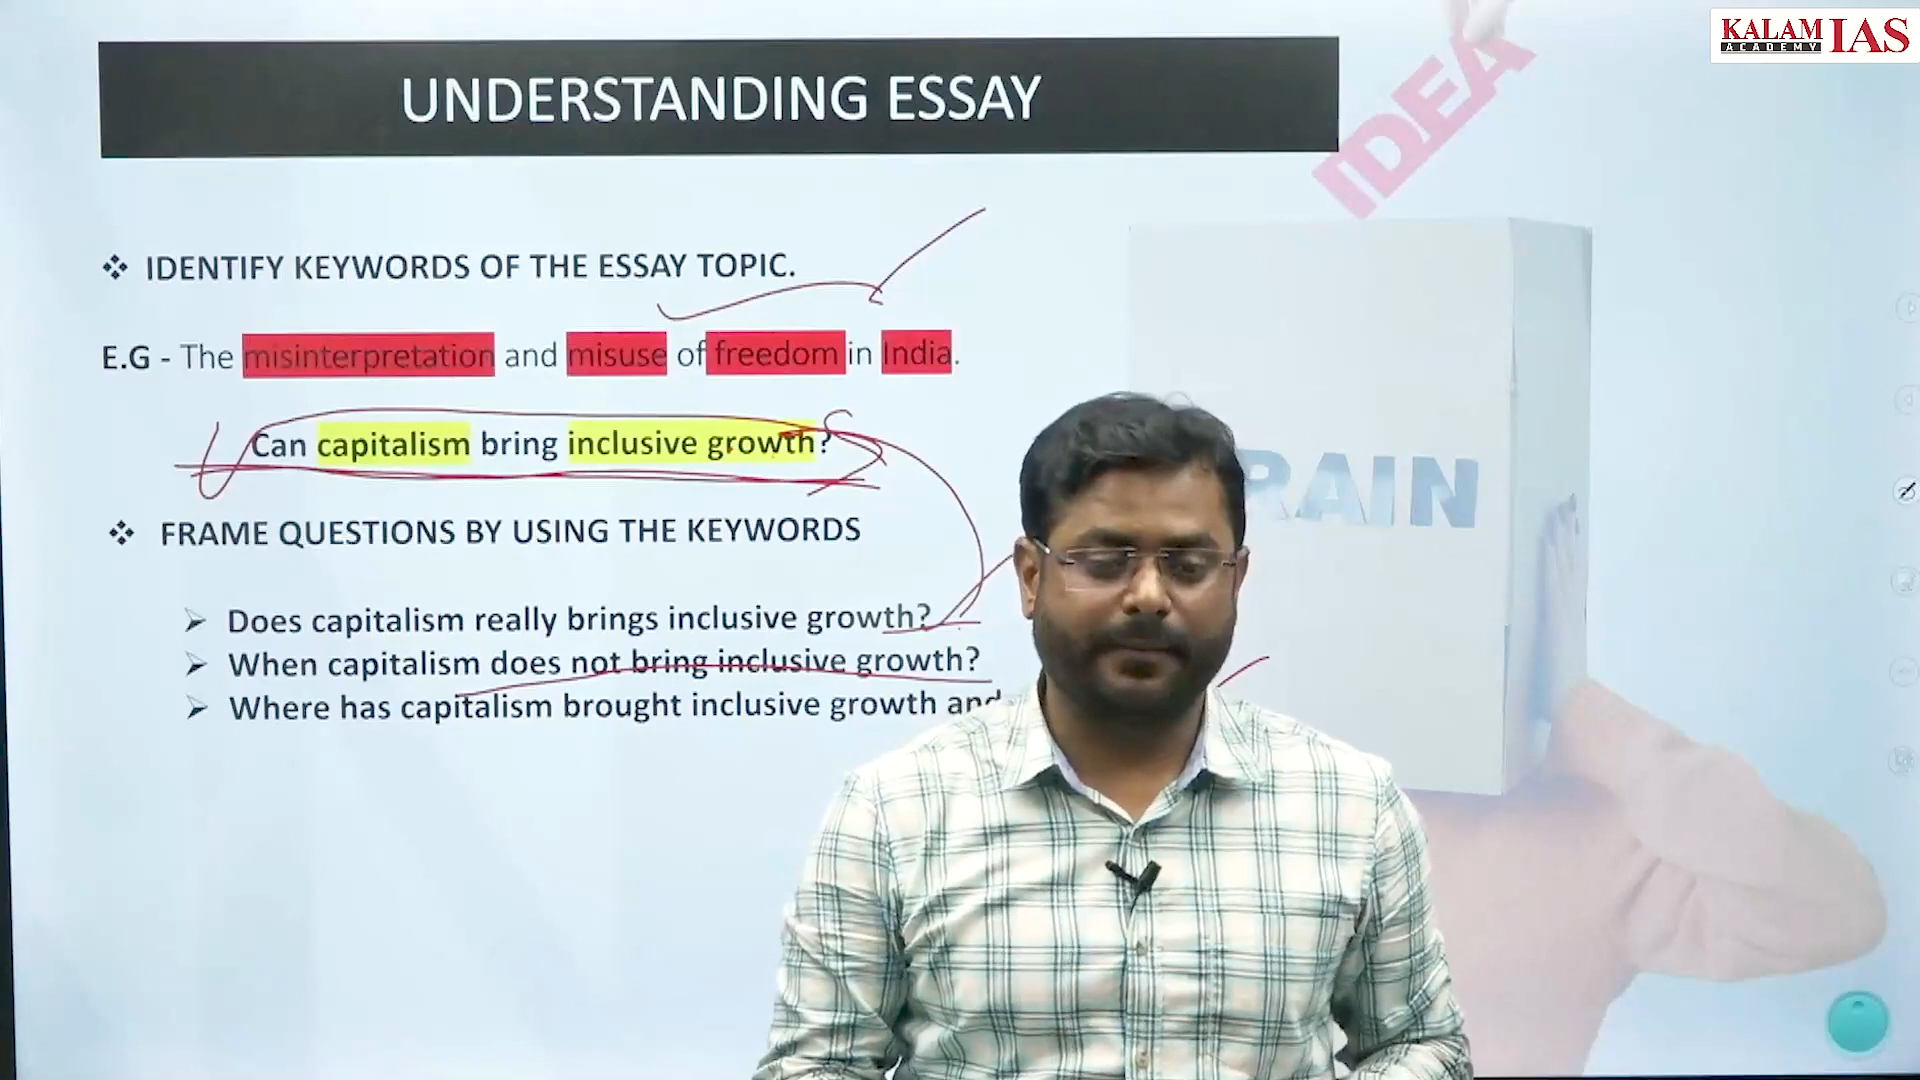 KALAM IAS
ACADEMY
IDEA
UNDERSTANDING ESSAY
IDENTIFY KEYWORDS OF THE ESSAY TOPIC.
E.G - The misinterpretation and misuse of freedom in India.
Can capitalism bring inclusive growth?
RAIN
FRAME QUESTIONS BY USING THE KEYWORDS
Does capitalism really brings inclusive growth?
When capitalism does not bring inclusive growth?
Where has capitalism brought inclusive growth and